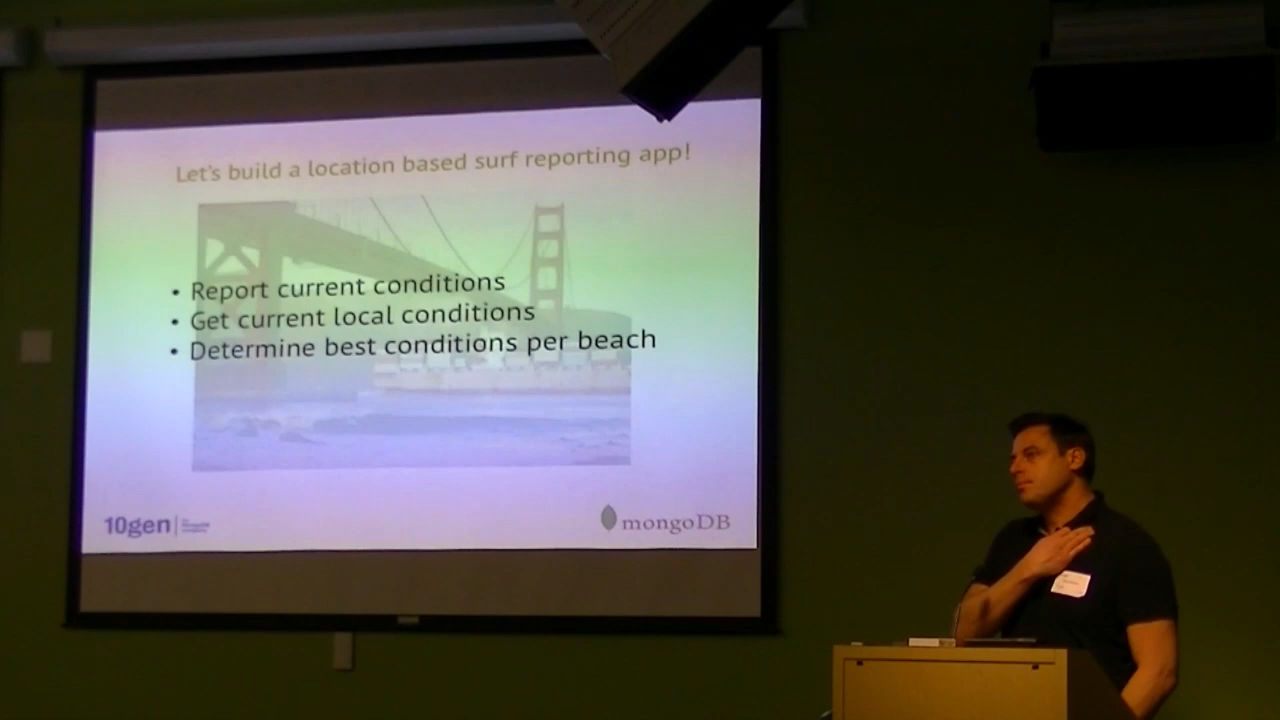 Let's build a location based surf reporting app!
• Report current conditions
• Get current local conditions
• Determine best conditions per beach
10gen
mongoDB